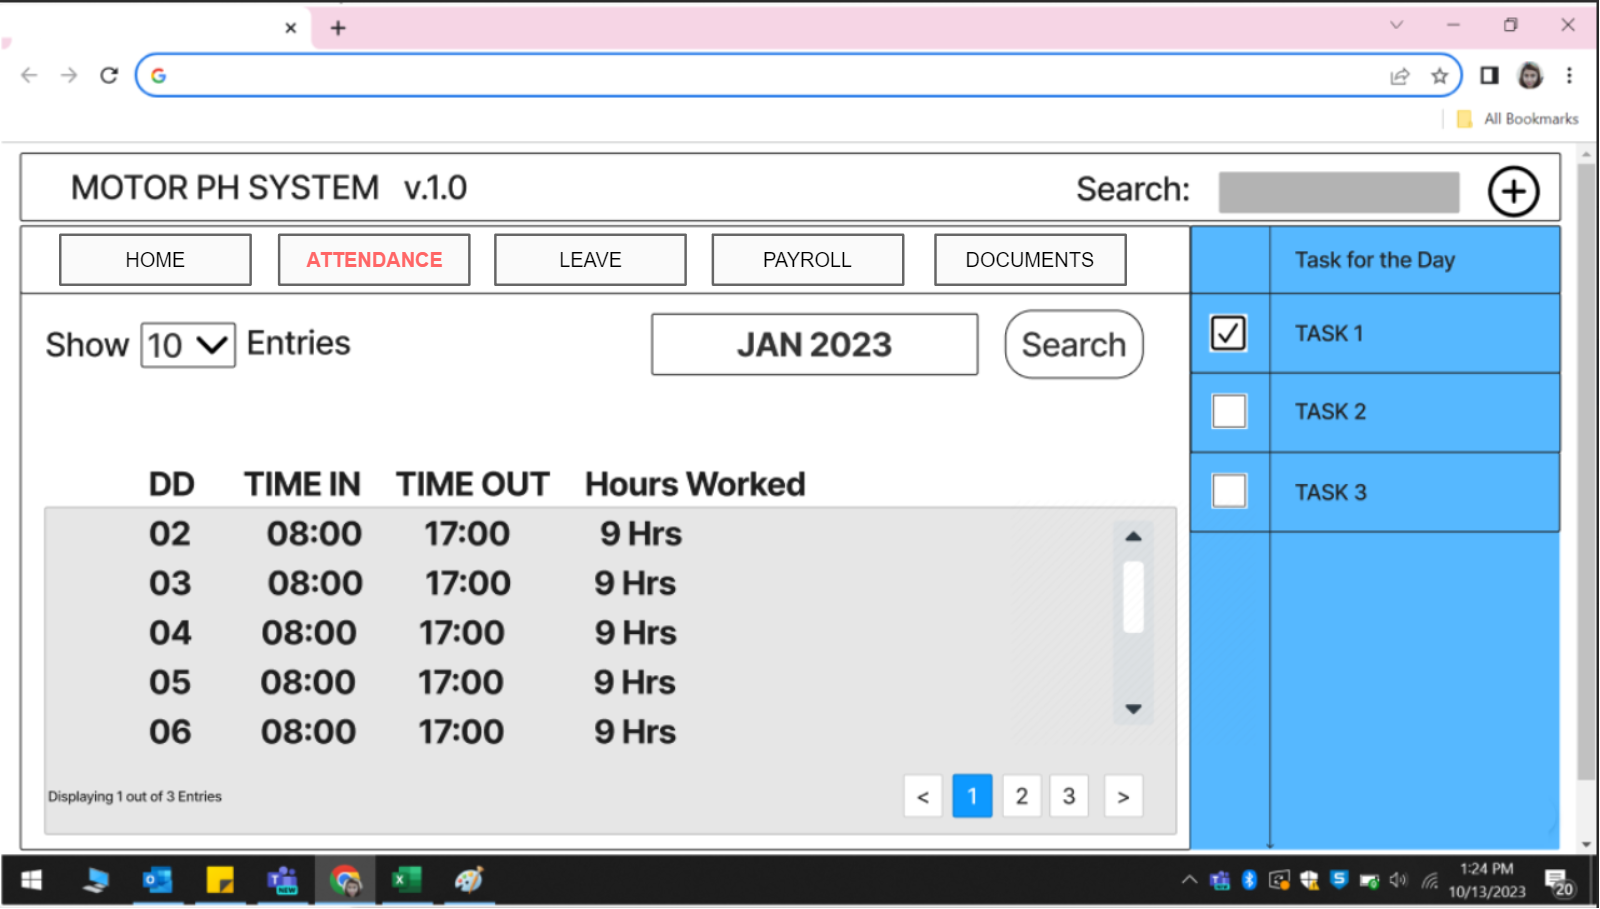 All Bookmarks
MOTOR PH SYSTEM v.1.0
Search:
HOME
ATTENDANCE
LEAVE
PAYROLL
DOCUMENTS
Task for the Day
Show 10 Entries
JAN 2023
Search
TASK 1
TASK 2
TASK 3
DD TIME IN TIME OUT Hours Worked
02 08:00 17:00 9 Hrs
03 08:00 17:00 9 Hrs
04 08:00 17:00 9 Hrs
05 08:00 17:00 9 Hrs
06 08:00 17:00 9 Hrs
Displaying 1 out of 3 Entries
< 1 2 3 >
NEW
1:24 PM
10/13/2023
20